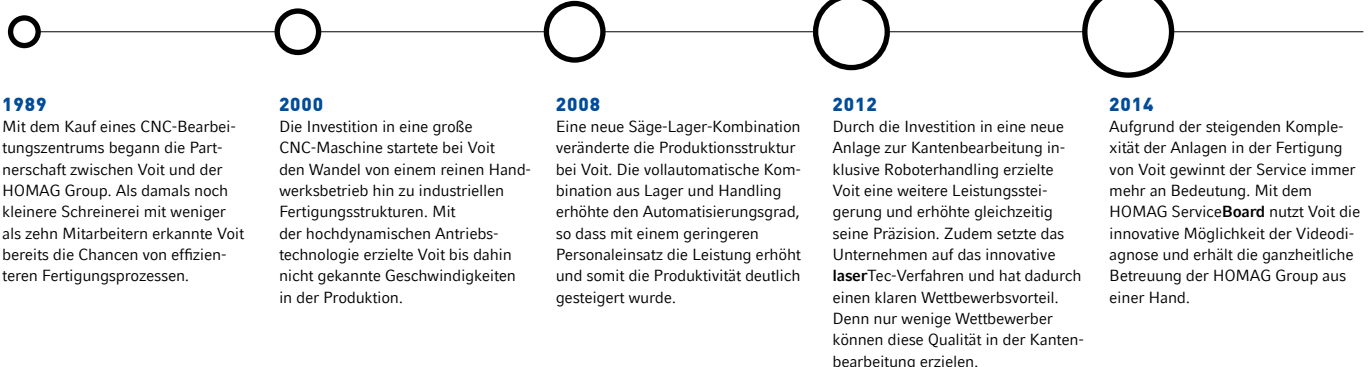 1989
Mit dem Kauf eines CNC-Bearbei-
tungszentrums begann die Part-
nerschaft zwischen Voit und der
HOMAG Group. Als damals noch
kleinere Schreinerei mit weniger
als zehn Mitarbeitern erkannte Voit
bereits die Chancen von effizien-
teren Fertigungsprozessen.
2000
Die Investition in eine große
CNC-Maschine startete bei Voit
den Wandel von einem reinen Hand-
werksbetrieb hin zu industriellen
Fertigungsstrukturen. Mit
der hochdynamischen Antriebs-
technologie erzielte Voit bis dahin
nicht gekannte Geschwindigkeiten
in der Produktion.
2008
Eine neue Säge-Lager-Kombination
veränderte die Produktionsstruktur
bei Voit. Die vollautomatische Kom-
bination aus Lager und Handling
erhöhte den Automatisierungsgrad,
so dass mit einem geringeren
Personaleinsatz die Leistung erhöht
und somit die Produktivität deutlich
gesteigert wurde.
2012
Durch die Investition in eine neue
Anlage zur Kantenbearbeitung in-
klusive Roboterhandling erzielte
Voit eine weitere Leistungsstei-
gerung und erhöhte gleichzeitig
seine Präzision. Zudem setzte das
Unternehmen auf das innovative
laserTec-Verfahren und hat dadurch
einen klaren Wettbewerbsvorteil.
Denn nur wenige Wettbewerber
können diese Qualität in der Kanten-
bearbeitung erzielen.
2014
Aufgrund der steigenden Komple-
xität der Anlagen in der Fertigung
von Voit gewinnt der Service immer
mehr an Bedeutung. Mit dem
HOMAG ServiceBoard nutzt Voit die
innovative Möglichkeit der Videodi-
agnose und erhält die ganzheitliche
Betreuung der HOMAG Group aus
einer Hand.